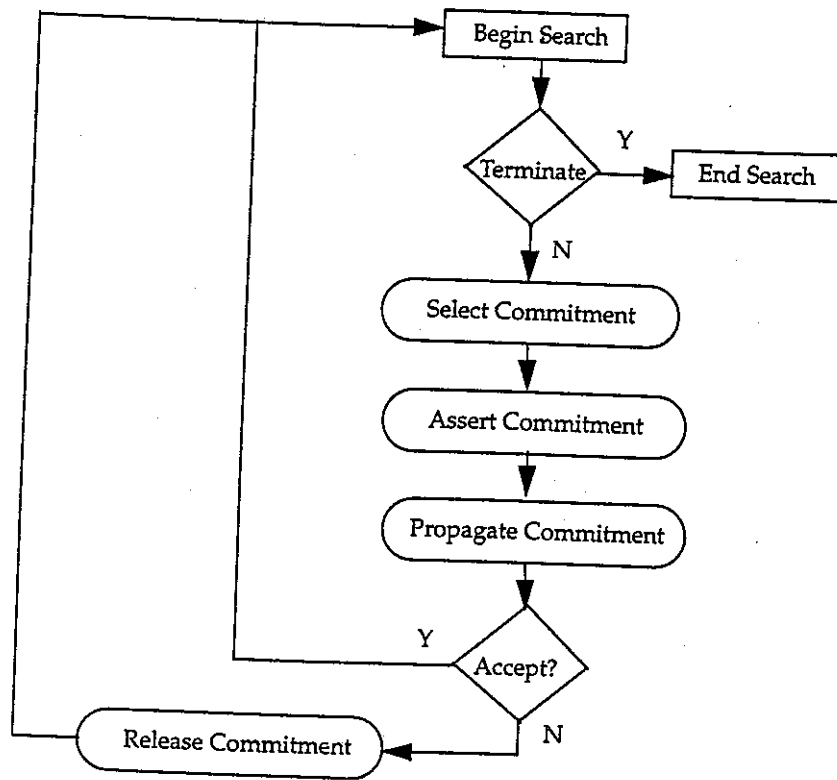 Begin Search
Terminate
Y
End Search
N
Select Commitment
Assert Commitment
Propagate Commitment
Y
Accept?
N
Release Commitment